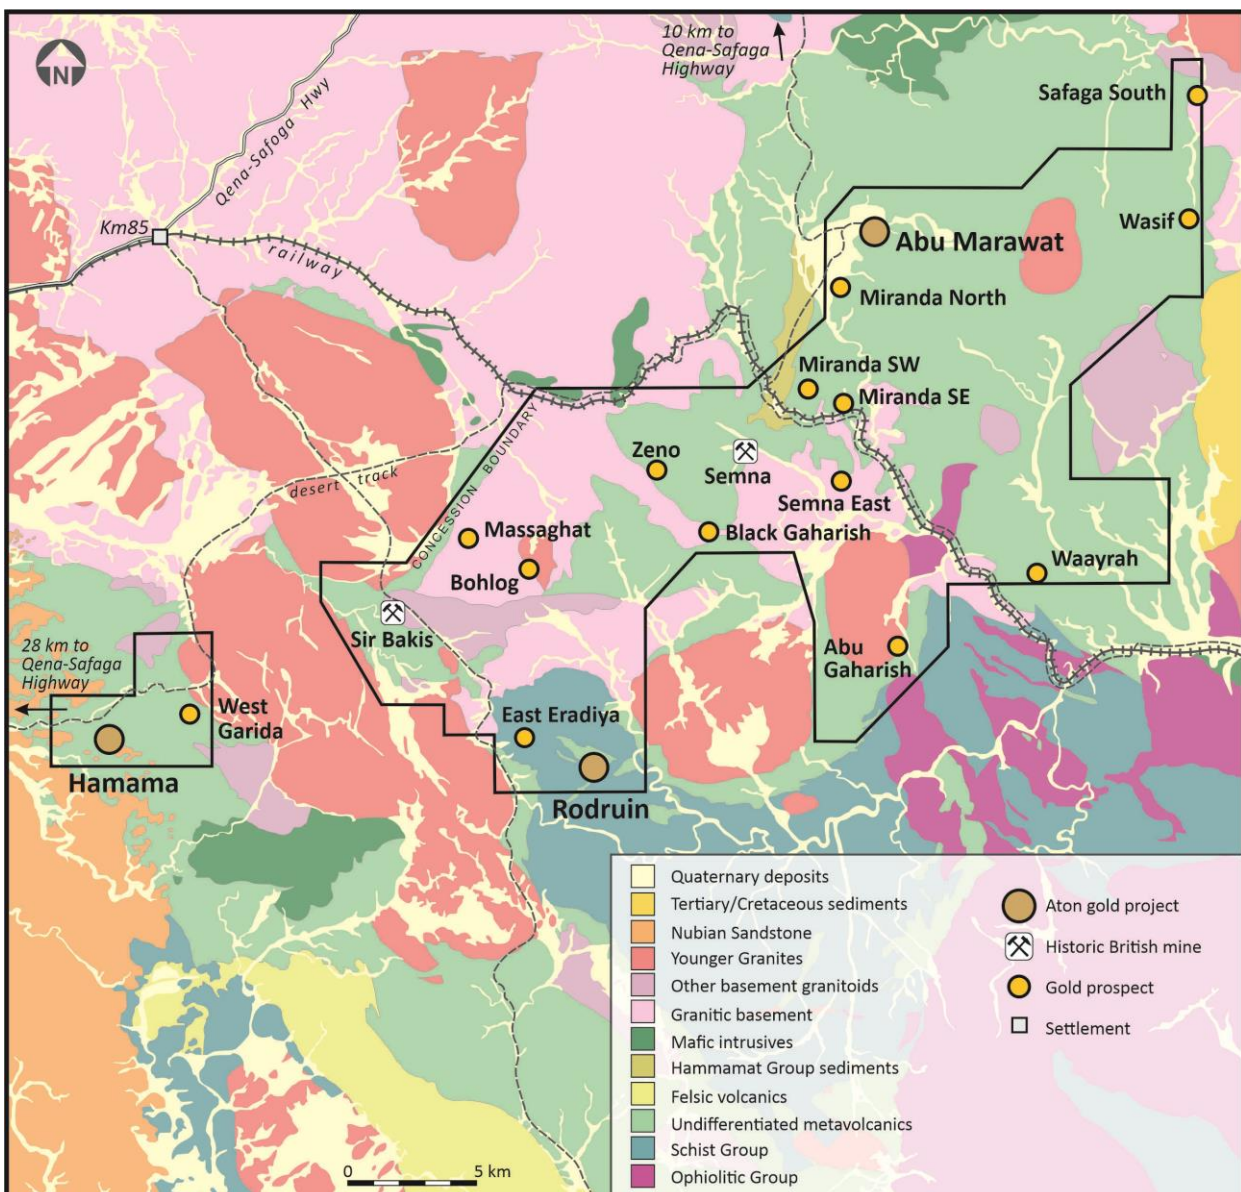 N
10 km to
Qena-Safaga
Highway
Safaga South
Qena-Safoga Hwy
Km85
railway
Wasif
Abu Marawat
Miranda North
Miranda SW
Miranda SE
CONCESSION BOUNDARY
Zeno
Semna
desert track
Semna East
Massaghat
Black Gaharish
Bohlog
Waayrah
Sir Bakis
28 km to
Qena-Safaga
Highway
Abu
Gaharish
West
Garida
East Eradiya
Hamama
Rodruin
Quaternary deposits
Tertiary/Cretaceous sediments
Nubian Sandstone
Younger Granites
Other basement granitoids
Granitic basement
Mafic intrusives
Hammamat Group sediments
Felsic volcanics
Undifferentiated metavolcanics
Schist Group
Ophiolitic Group
Aton gold project
Historic British mine
Gold prospect
Settlement
0 5 km